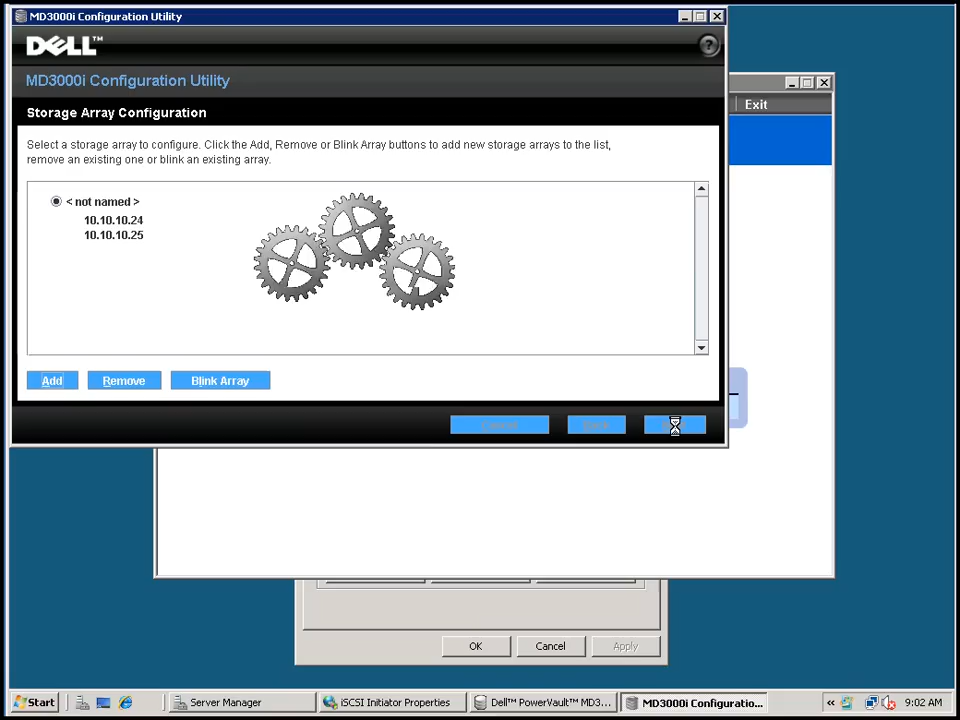 MD3000i Configuration Utility
DELL™
?
MD3000i Configuration Utility
Exit
Storage Array Configuration
Select a storage array to configure. Click the Add, Remove or Blink Array buttons to add new storage arrays to the list,
remove an existing one or blink an existing array.
< not named >
10.10.10.24
10.10.10.25
Add
Remove
Blink Array
Cancel
Back
OK
Cancel
Apply
Start
Server Manager
iSCSI Initiator Properties
Dell™ PowerVault™ MD3...
MD3000i Configuratio...
«
9:02 AM